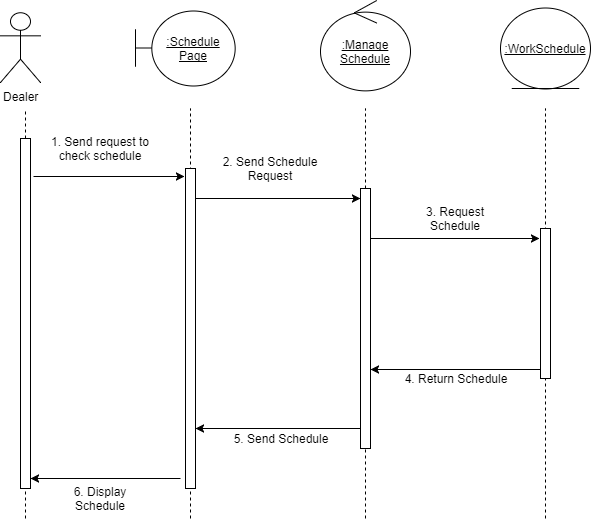 :Schedule
Page
:Manage
Schedule
:WorkSchedule
Dealer
1. Send request to
check schedule
2. Send Schedule
Request
3. Request
Schedule
4. Return Schedule
5. Send Schedule
6. Display
Schedule